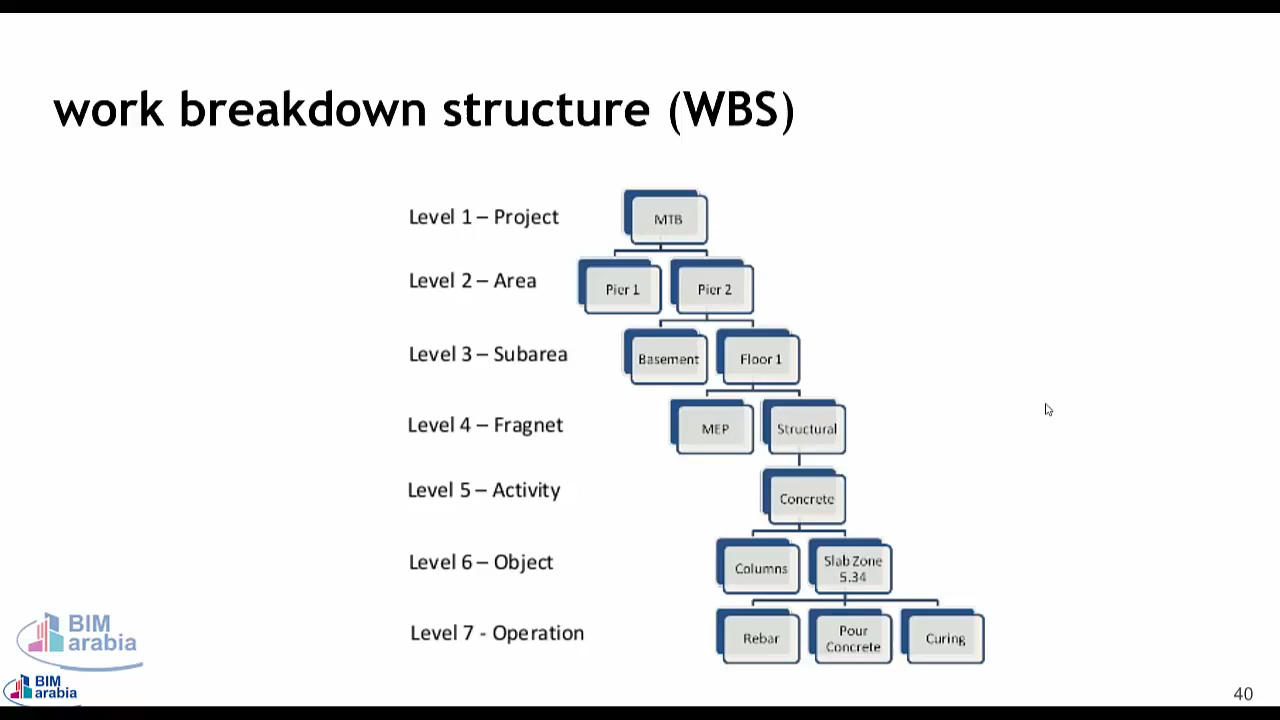 work breakdown structure (WBS)
Level 1 – Project
MTB
Level 2 – Area
Pier 1
Pier 2
Level 3 – Subarea
Basement
Floor 1
Level 4 – Fragnet
MEP
Structural
Level 5 – Activity
Concrete
Level 6 – Object
Columns
Slab Zone
5.34
Level 7 - Operation
Rebar
Pour
Concrete
Curing
BIM
arabia
BIM
arabia
40